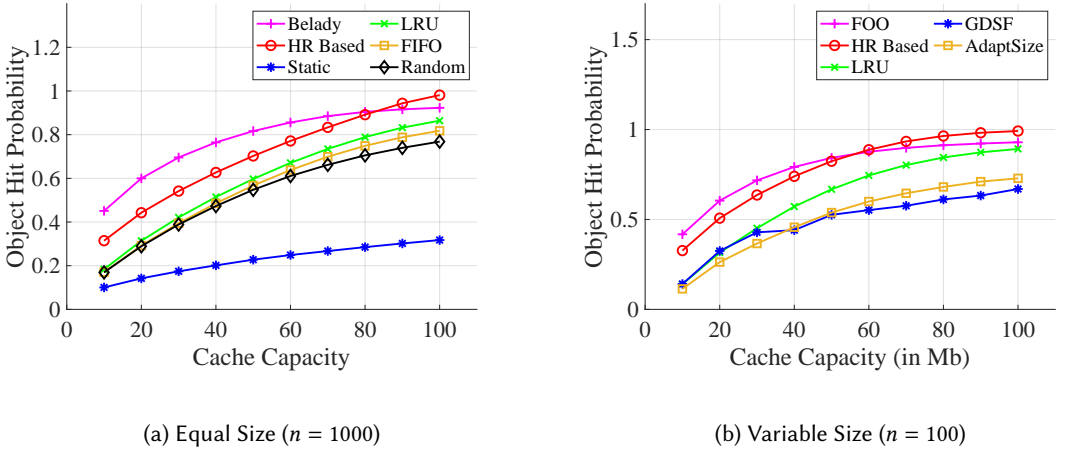 Belady
HR Based
Static
LRU
FIFO
Random
Object Hit Probability
1.2
1
0.8
0.6
0.4
0.2
0
0 20 40 60 80 100
Cache Capacity
(a) Equal Size (n = 1000)
FOO
HR Based
LRU
GDSF
AdaptSize
Object Hit Probability
1.5
1
0.5
0
0 20 40 60 80 100
Cache Capacity (in Mb)
(b) Variable Size (n = 100)